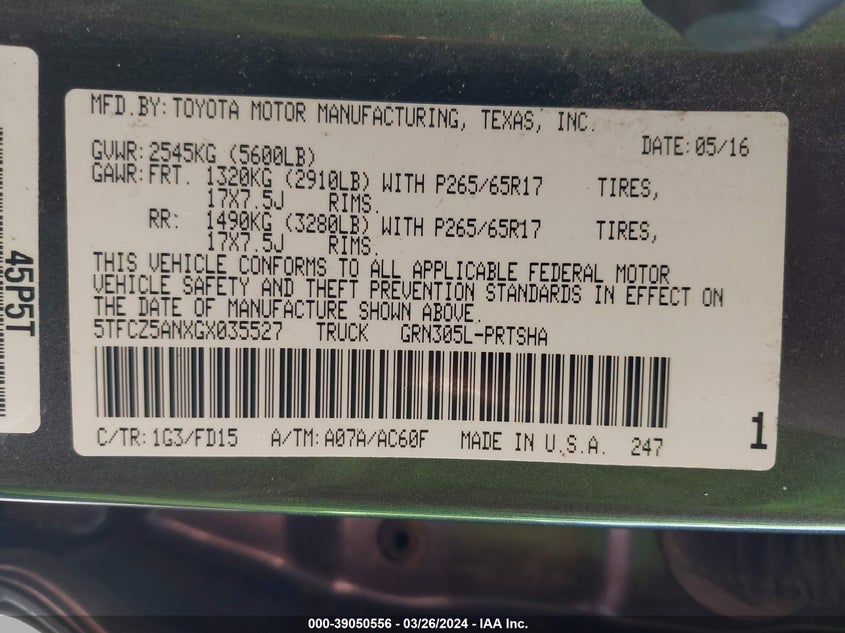 MFD.BY:TOYOTA MOTOR MANUFACTURING, TEXAS, INC.
DATE:05/16
GVWR:2545KG (5600LB)
GAWR:FRT. 1320KG (2910LB) WITH P265/65R17 TIRES,
17X7.5J RIMS.
RR: 1490KG (3280LB) WITH P265/65R17 TIRES,
17X7.5J RIMS.
THIS VEHICLE CONFORMS TO ALL APPLICABLE FEDERAL MOTOR
VEHICLE SAFETY AND THEFT PREVENTION STANDARDS IN EFFECT ON
THE DATE OF MANUFACTURE SHOWN ABOVE.
5TFCZ5ANXGX035527 TRUCK GRN305L-PRTSHA
C/TR:1G3/FD15 A/TM:A07A/AC60F MADE IN U.S.A. 247
1
45P5T
000-39050556 - 03/26/2024 - IAA Inc.